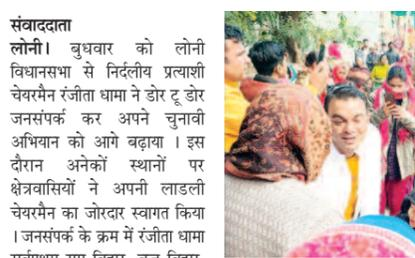 संवाददाता
लोनी। बुधवार को लोनी
विधानसभा से निर्दलीय प्रत्याशी
चेयरमैन रंजीता धामा ने डोर टू डोर
जनसंपर्क कर अपने चुनावी
अभियान को आगे बढ़ाया । इस
दौरान अनेकों स्थानों पर
क्षेत्रवासियों ने अपनी लाडली
चेयरमैन का जोरदार स्वागत किया
। जनसंपर्क के क्रम में रंजीता धामा